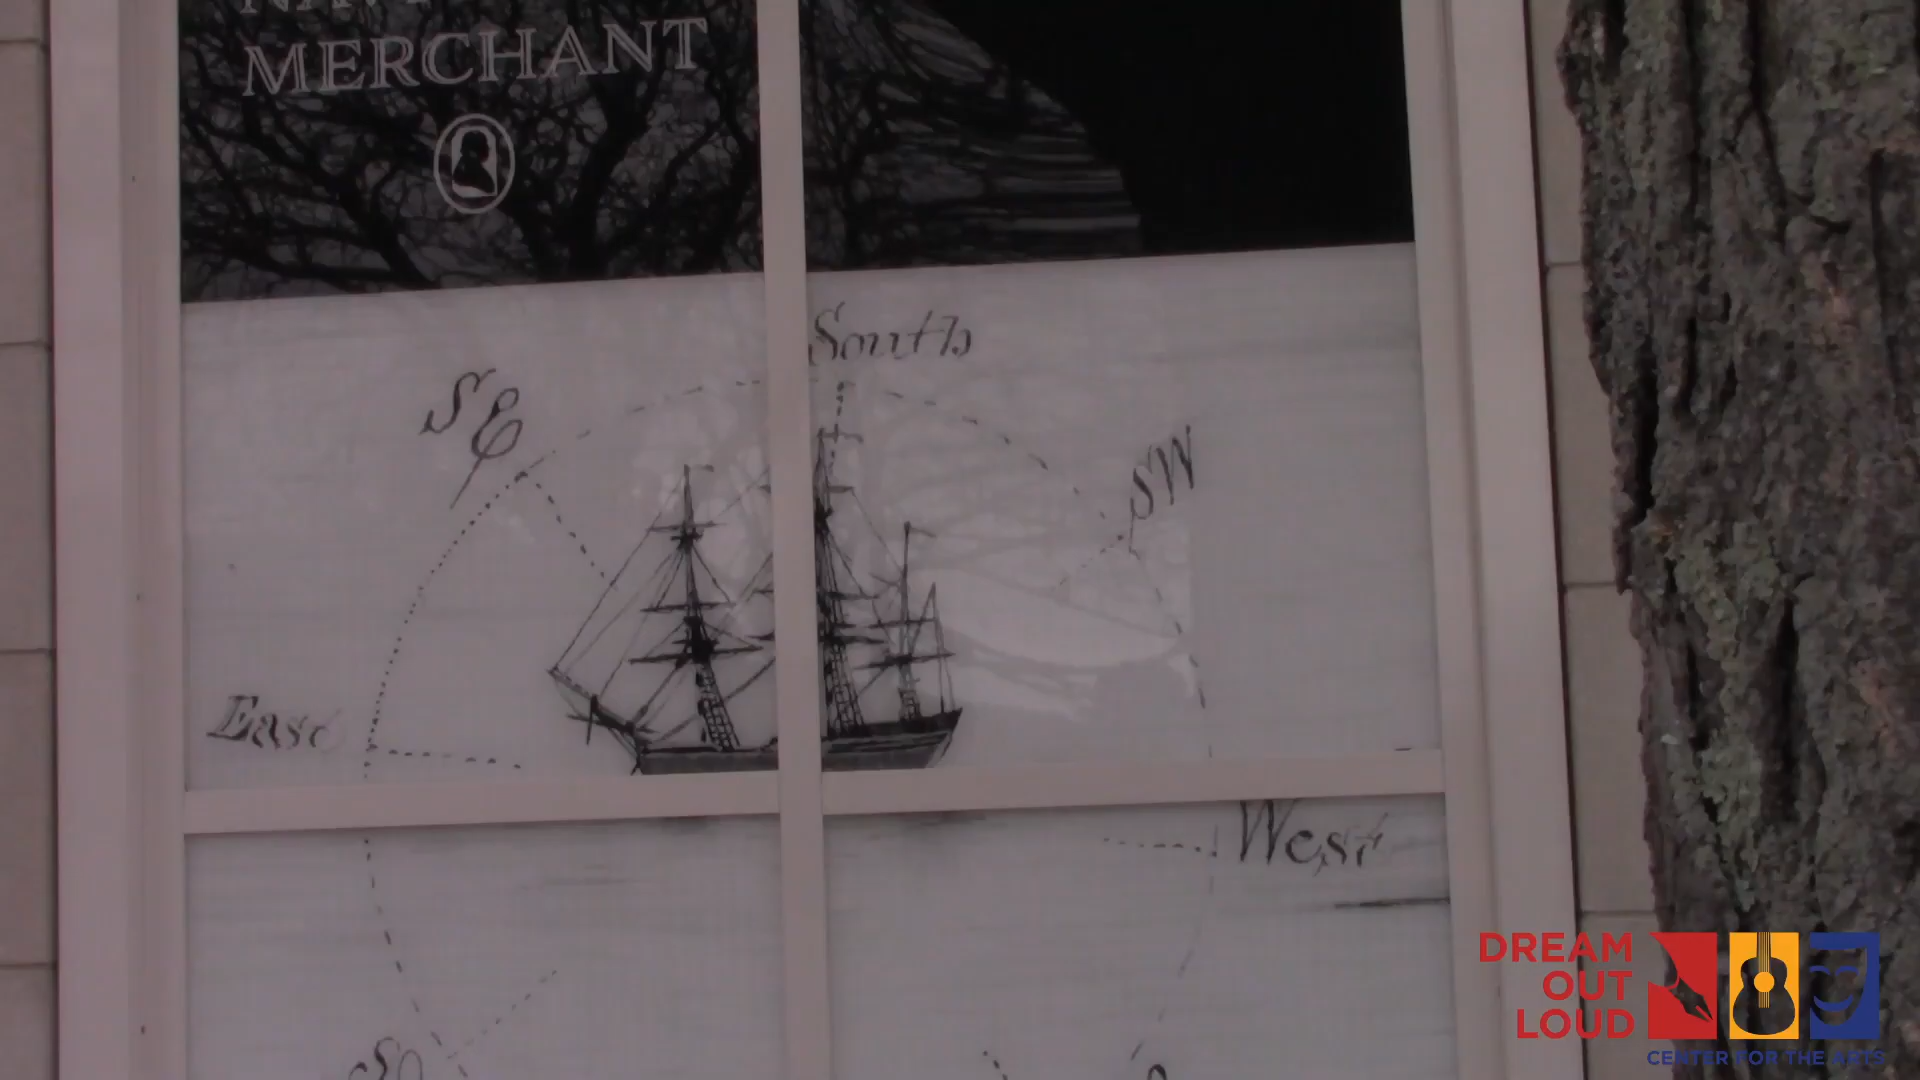 MERCHANT
South
SE
SW
East
West
DREAM
OUT
LOUD
CENTER FOR THE ARTS